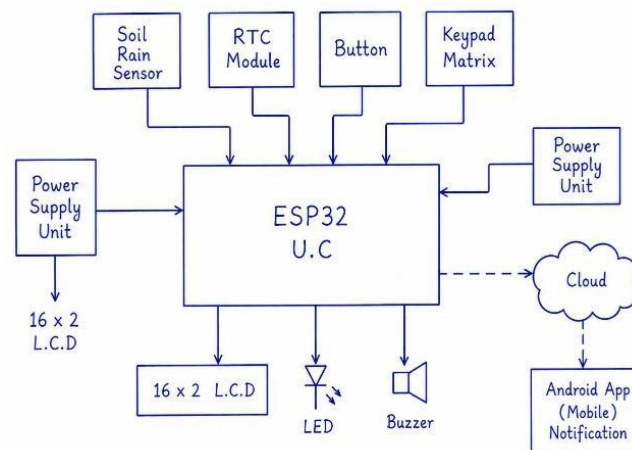 Soil
Rain
Sensor
RTC
Module
Button
Keypad
Matrix
Power
Supply
Unit
ESP32
U.C
Power
Supply
Unit
Cloud
16 x 2
L.C.D
16 x 2 L.C.D
LED
Buzzer
Android App
(Mobile)
Notification